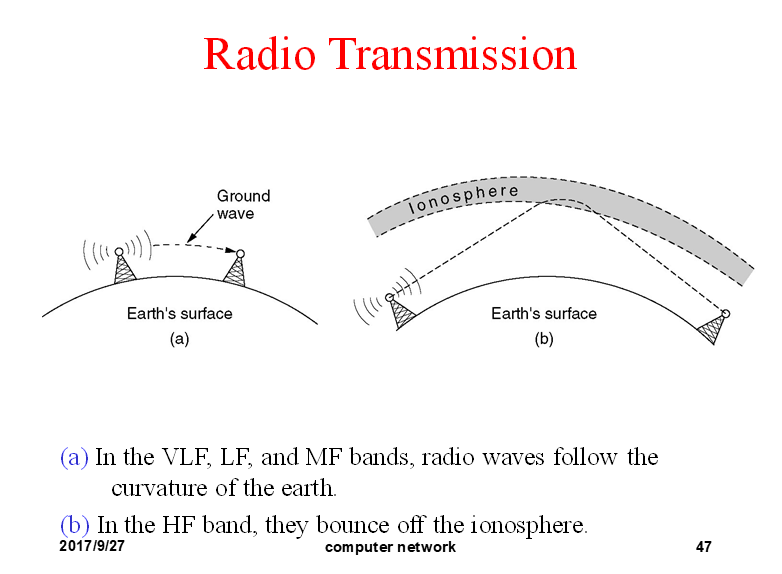 Radio Transmission
Ground
wave
Earth's surface
(a)
Ionosphere
Earth's surface
(b)
(a) In the VLF, LF, and MF bands, radio waves follow the
curvature of the earth.
(b) In the HF band, they bounce off the ionosphere.
2017/9/27
computer network
47